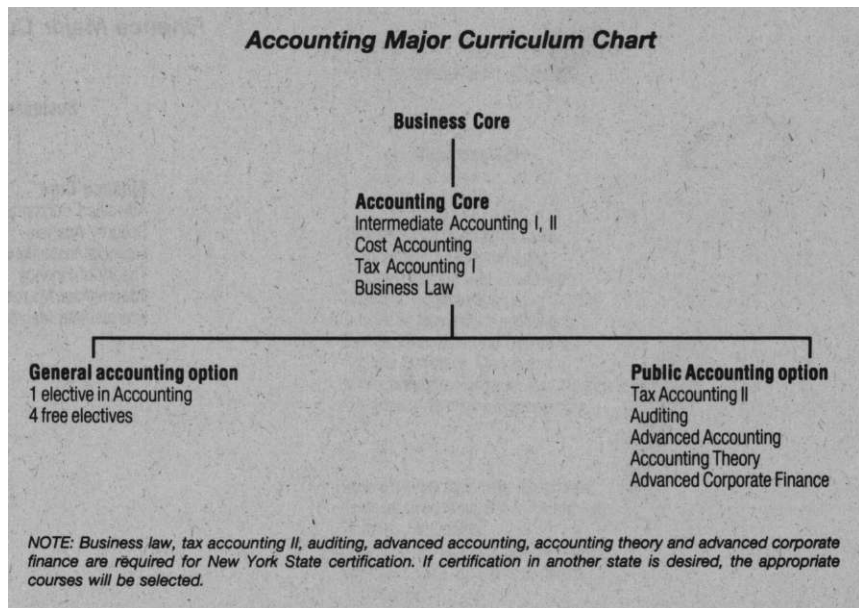 Accounting Major Curriculum Chart
Business Core
Accounting Core
Intermediate Accounting I, II
Cost Accounting
Tax Accounting I
Business Law
General accounting option
1 elective in Accounting
4 free electives
Public Accounting option
Tax Accounting II
Auditing
Advanced Accounting
Accounting Theory
Advanced Corporate Finance
NOTE: Business law, tax accounting II, auditing, advanced accounting, accounting theory and advanced corporate
finance are required for New York State certification. If certification in another state is desired, the appropriate
courses will be selected.